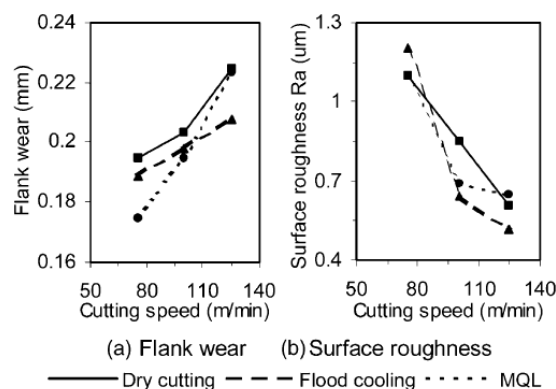 Flank wear (mm)
0.24
0.22
0.2
0.18
0.16
50 80 110 140
Cutting speed (m/min)
(a) Flank wear
Surface roughness Ra (um)
1.3
1
0.7
0.4
50 80 110 140
Cutting speed (m/min)
(b) Surface roughness
Dry cutting Flood cooling MQL